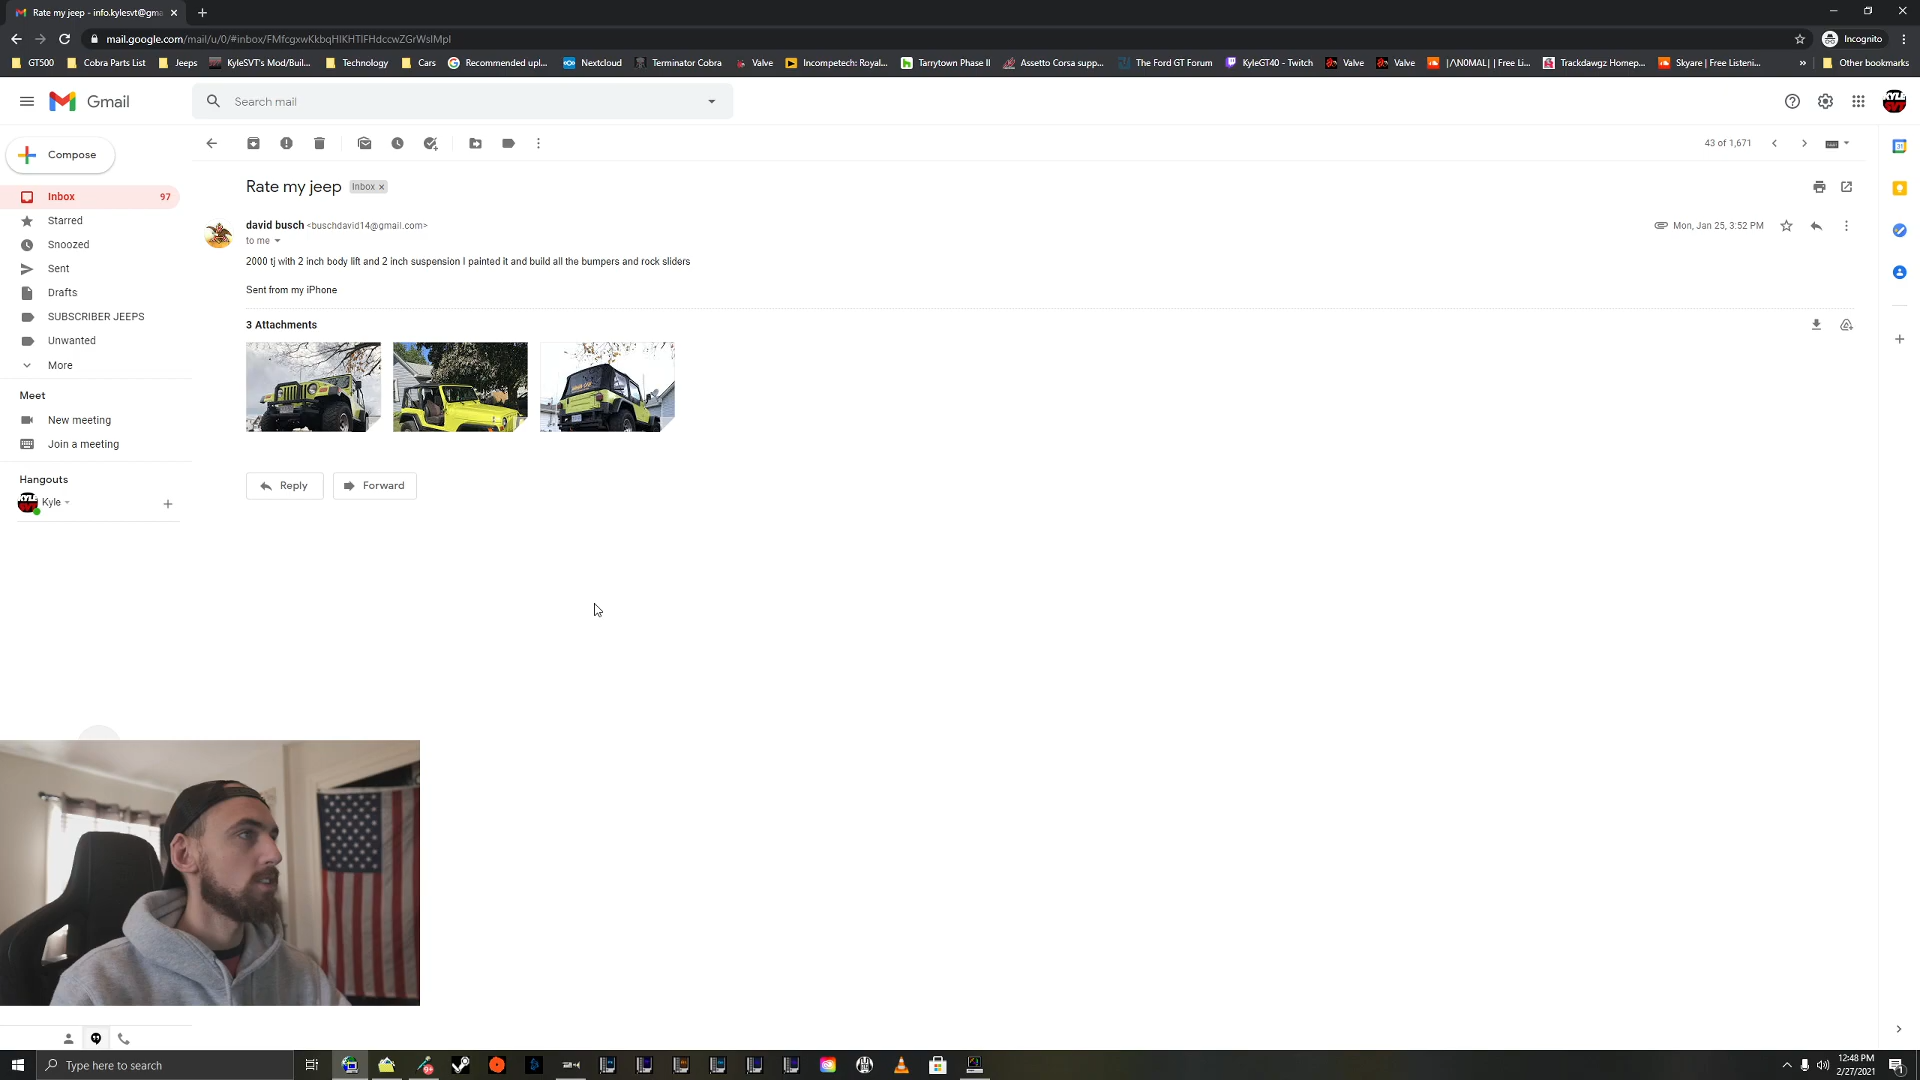 Rate my jeep - info.kylesvt@gma
mail.google.com/mail/u/0/#inbox/FMfcgxwKkbqHlKHTlFHdccwZGrWslMpl
Incognito
GT500
Cobra Parts List
Jeeps
KyleSVT's Mod/Buil...
Technology
Cars
Recommended upl...
Nextcloud
Terminator Cobra
Valve
Incompetech: Royal...
Tarrytown Phase II
Assetto Corsa supp...
The Ford GT Forum
KyleGT40 - Twitch
Valve
Valve
|/\N0MAL| | Free Li...
Trackdawgz Homep...
Skyare | Free Listeni...
»
Other bookmarks
Gmail
Search mail
KYLE
SVT
Compose
43 of 1,671
Rate my jeep
Inbox x
Inbox
97
Starred
Snoozed
Sent
Drafts
SUBSCRIBER JEEPS
Unwanted
More
Meet
New meeting
Join a meeting
Hangouts
Kyle
david busch <buschdavid14@gmail.com>
Mon, Jan 25, 3:52 PM
to me
2000 tj with 2 inch body lift and 2 inch suspension I painted it and build all the bumpers and rock sliders
Sent from my iPhone
3 Attachments
Reply
Forward
31
Type here to search
12:48 PM
2/27/2021